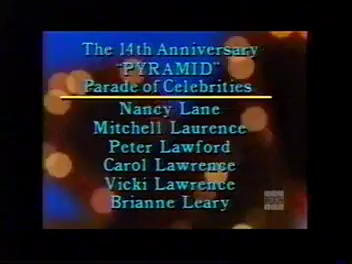 The 14th Anniversary
"PYRAMID"
Parade of Celebrities
Nancy Lane
Mitchell Laurence
Peter Lawford
Carol Lawrence
Vicki Lawrence
Brianne Leary